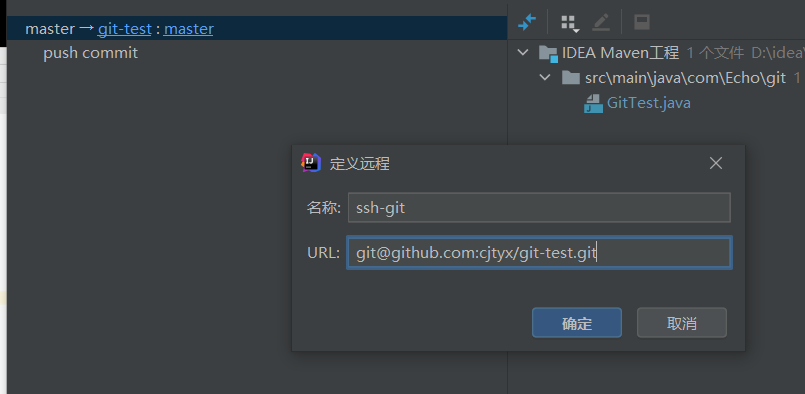 master → git-test : master
push commit
IDEA Maven工程 1 个文件 D:\idea\
src\main\java\com\Echo\git 1
GitTest.java
定义远程
名称: ssh-git
URL: git@github.com:cjtyx/git-test.git
确定 取消